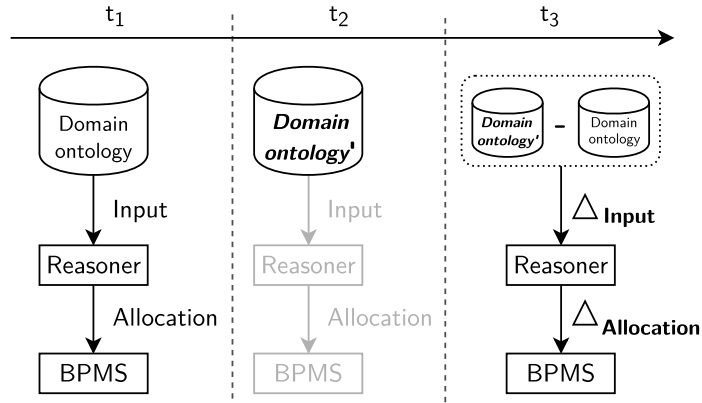 t1
t2
t3
Domain
ontology
Input
Reasoner
Allocation
BPMS
Domain
ontology'
Input
Reasoner
Allocation
BPMS
Domain
ontology'
-
Domain
ontology
△ Input
Reasoner
△ Allocation
BPMS